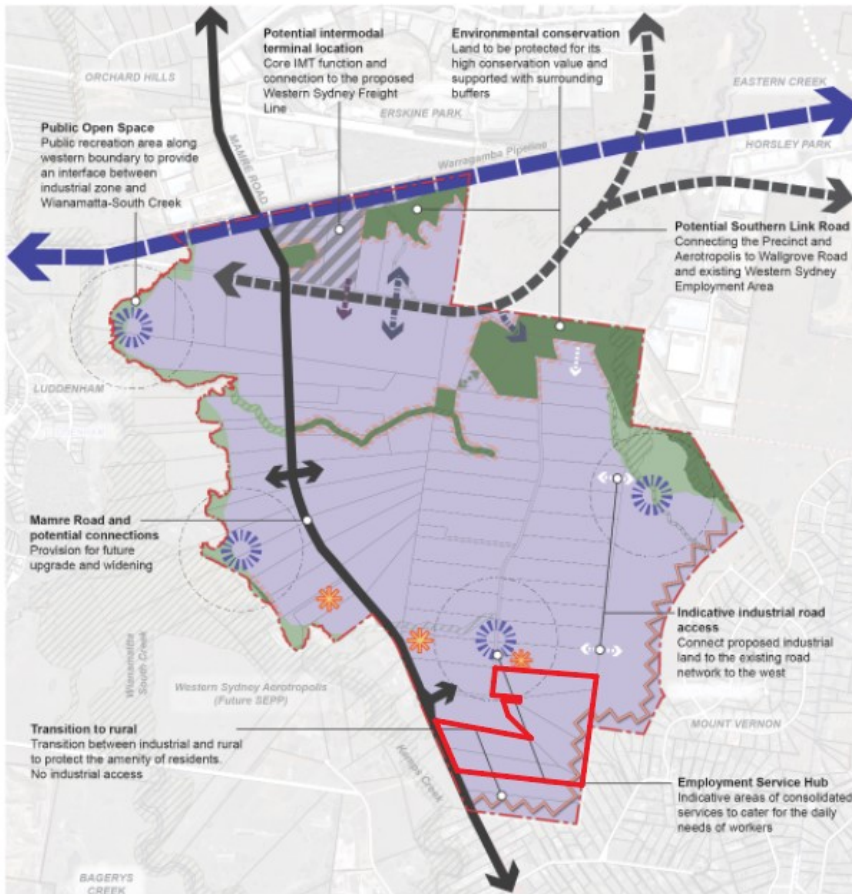 Potential intermodal
terminal location
Core IMT function and
connection to the proposed
Western Sydney Freight
Line
Environmental conservation
Land to be protected for its
high conservation value and
supported with surrounding
buffers
ORCHARD HILLS
ERSKINE PARK
EASTERN CREEK
HORSLEY PARK
Public Open Space
Public recreation area along
western boundary to provide
an interface between
industrial zone and
Wianamatta-South Creek
MAMRE ROAD
Warragamba Pipeline
Potential Southern Link Road
Connecting the Precinct and
Aerotropolis to Wallgrove Road
and existing Western Sydney
Employment Area
LUDDENHAM
Mamre Road and
potential connections
Provision for future
upgrade and widening
Indicative industrial road
access
Connect proposed industrial
land to the existing road
network to the west
Wianamatta
South Creek
Western Sydney Aerotropolis
(Future SEPP)
MOUNT VERNON
Transition to rural
Transition between industrial and rural
to protect the amenity of residents.
No industrial access
Kemps Creek
Employment Service Hub
Indicative areas of consolidated
services to cater for the daily
needs of workers
BAGERYS
CREEK